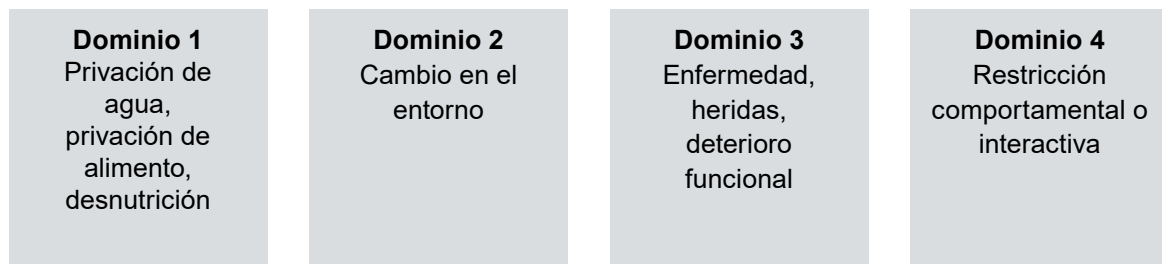 Dominio 1
Privación de
agua,
privación de
alimento,
desnutrición
Dominio 2
Cambio en el
entorno
Dominio 3
Enfermedad,
heridas,
deterioro
funcional
Dominio 4
Restricción
comportamental o
interactiva